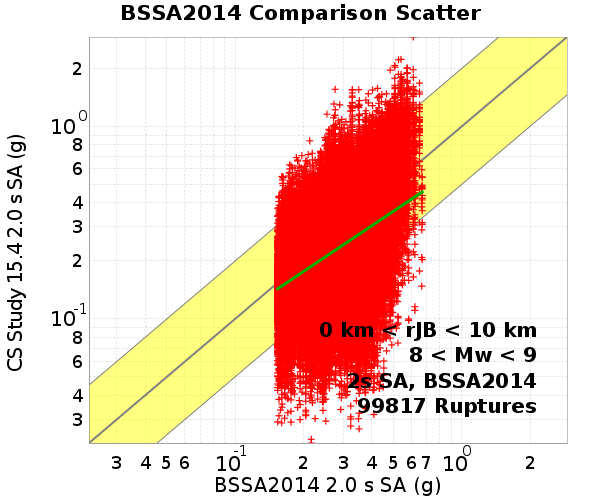 BSSA2014 Comparison Scatter
CS Study 15.4 2.0 s SA (g)
2
10^0
8
6
4
3
2
10^-1
8
6
4
3
0 km < rJB < 10 km
8 < Mw < 9
2s SA, BSSA2014
99817 Ruptures
3 4 5 6 10^-1 2 3 4 5 6 7 10^0 2
BSSA2014 2.0 s SA (g)